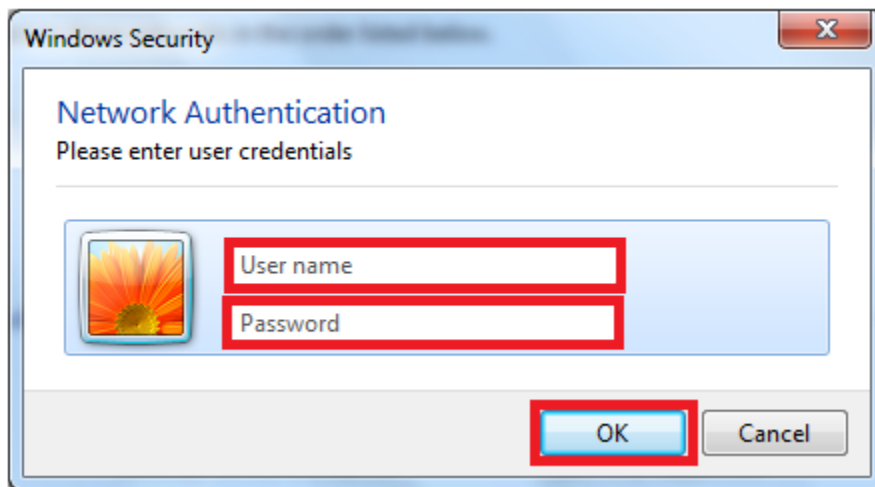 Windows Security
Network Authentication
Please enter user credentials
User name
Password
OK
Cancel